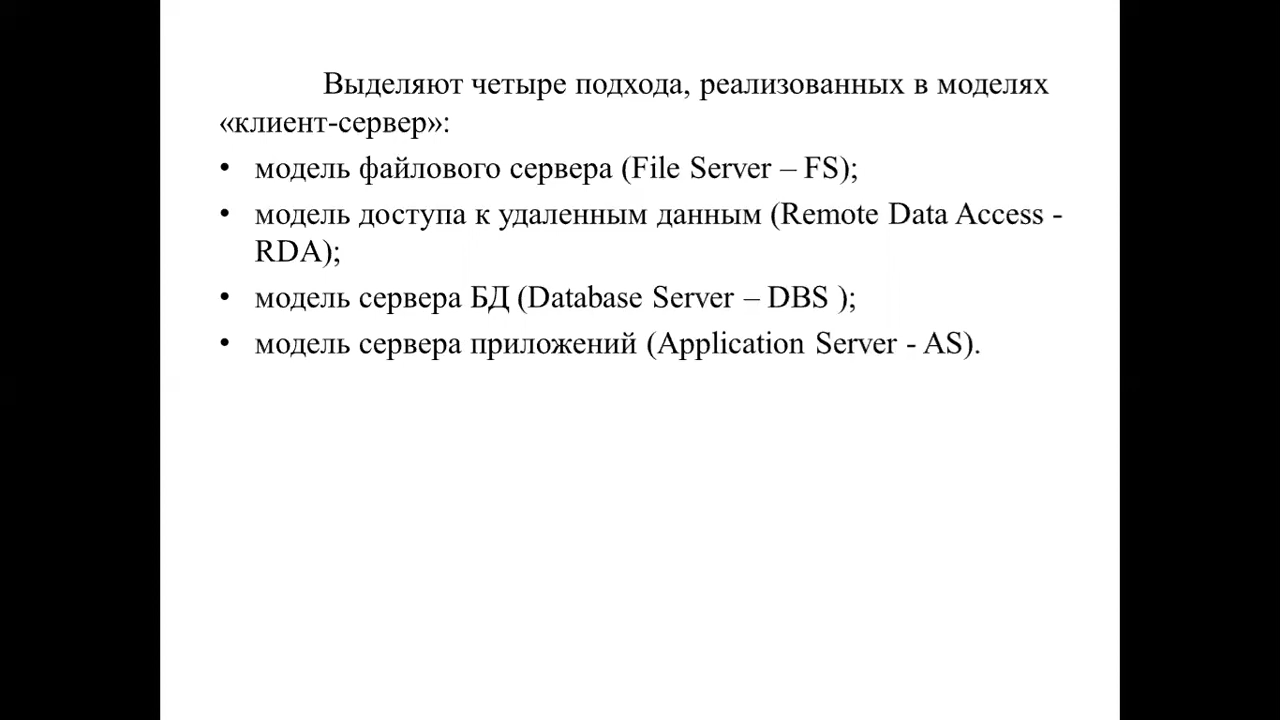 Выделяют четыре подхода, реализованных в моделях
«клиент-сервер»:
• модель файлового сервера (File Server – FS);
• модель доступа к удаленным данным (Remote Data Access -
RDA);
• модель сервера БД (Database Server – DBS );
• модель сервера приложений (Application Server - AS).